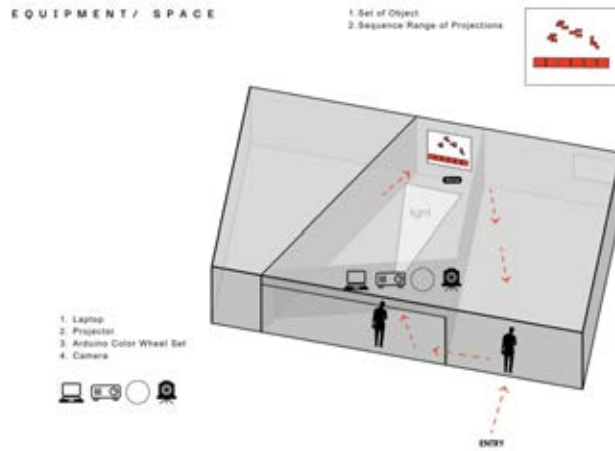 EQUIPMENT/ SPACE
1. Set of Object
2. Sequence Range of Projections
light
1. Laptop
2. Projector
3. Arduino Color Wheel Set
4. Camera
ENTRY